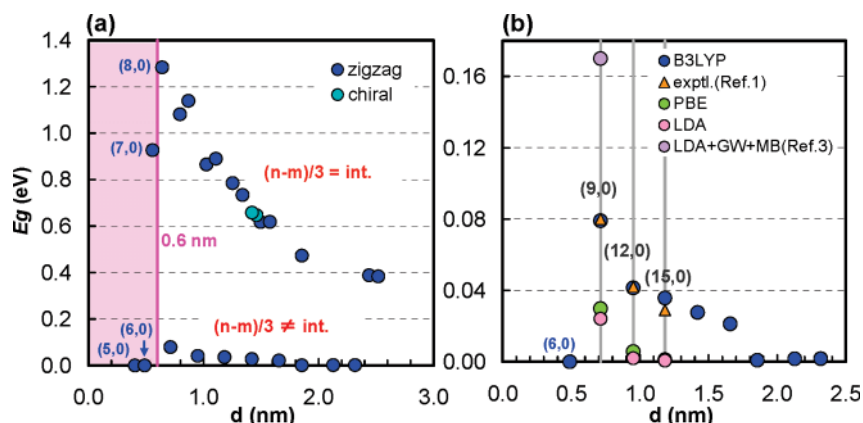 (a)
1.4
1.2
1.0
0.8
0.6
0.4
0.2
0.0
Eg (eV)
(8,0)
(7,0)
(6,0)
(5,0)
0.6 nm
zigzag
chiral
(n-m)/3 = int.
(n-m)/3 ≠ int.
0.0 1.0 2.0 3.0
d (nm)
(b)
0.16
0.12
0.08
0.04
0.00
B3LYP
exptl.(Ref.1)
PBE
LDA
LDA+GW+MB(Ref.3)
(9,0)
(12,0)
(15,0)
(6,0)
0.0 0.5 1.0 1.5 2.0 2.5
d (nm)